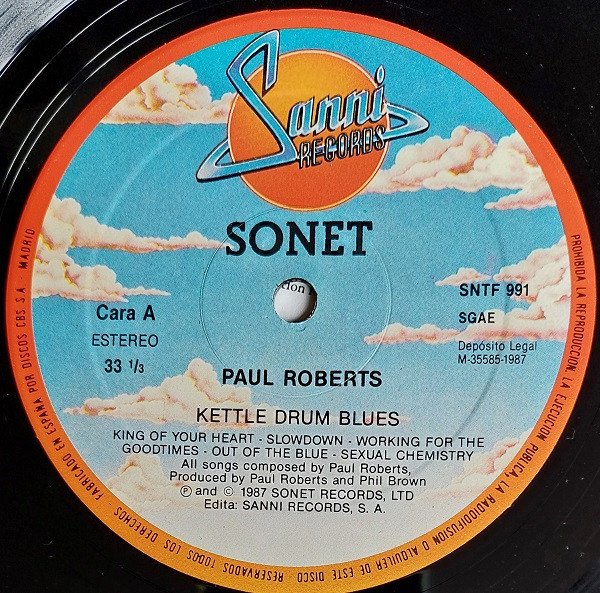 Sanni
RECORDS
SONET
Cara A
ESTEREO
33 1/3
cion
SNTF 991
SGAE
Depósito Legal
M-35585-1987
PAUL ROBERTS
KETTLE DRUM BLUES
KING OF YOUR HEART - SLOWDOWN - WORKING FOR THE
GOODTIMES - OUT OF THE BLUE - SEXUAL CHEMISTRY
All songs composed by Paul Roberts,
Produced by Paul Roberts and Phil Brown
Ⓟ and © 1987 SONET RECORDS, LTD
Edita: SANNI RECORDS, S. A.
PROHIBIDA LA REPRODUCCION, LA EJECUCION PUBLICA, LA RADIODIFUSION O ALQUILER DE ESTE DISCO · RESERVADOS TODOS LOS DERECHOS - FABRICADO EN ESPAÑA POR DISCOS CBS S.A. - MADRID